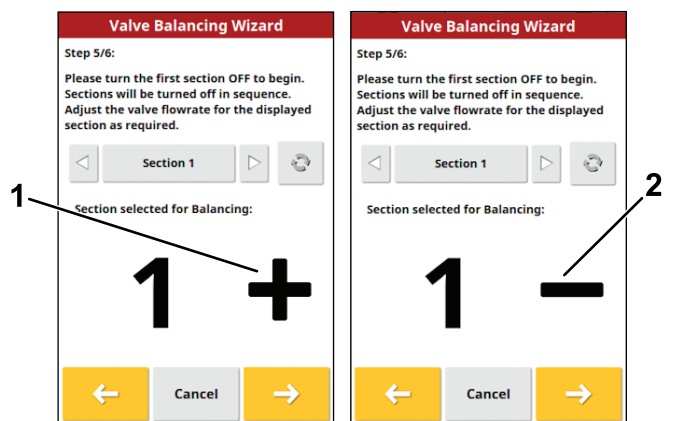 Valve Balancing Wizard
Step 5/6:
Please turn the first section OFF to begin.
Sections will be turned off in sequence.
Adjust the valve flowrate for the displayed
section as required.
Section 1
Section selected for Balancing:
1 +
Cancel
1
Valve Balancing Wizard
Step 5/6:
Please turn the first section OFF to begin.
Sections will be turned off in sequence.
Adjust the valve flowrate for the displayed
section as required.
Section 1
Section selected for Balancing:
1 −
Cancel
2